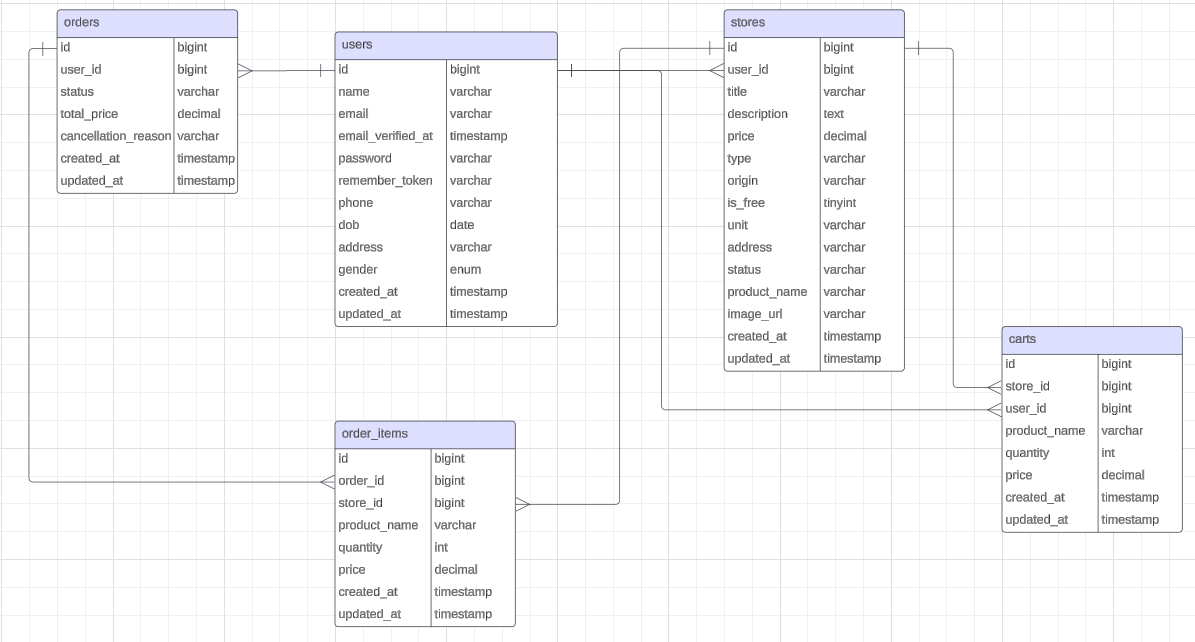 orders
id bigint
user_id bigint
status varchar
total_price decimal
cancellation_reason varchar
created_at timestamp
updated_at timestamp
users
id bigint
name varchar
email varchar
email_verified_at timestamp
password varchar
remember_token varchar
phone varchar
dob date
address varchar
gender enum
created_at timestamp
updated_at timestamp
stores
id bigint
user_id bigint
title varchar
description text
price decimal
type varchar
origin varchar
is_free tinyint
unit varchar
address varchar
status varchar
product_name varchar
image_url varchar
created_at timestamp
updated_at timestamp
carts
id bigint
store_id bigint
user_id bigint
product_name varchar
quantity int
price decimal
created_at timestamp
updated_at timestamp
order_items
id bigint
order_id bigint
store_id bigint
product_name varchar
quantity int
price decimal
created_at timestamp
updated_at timestamp